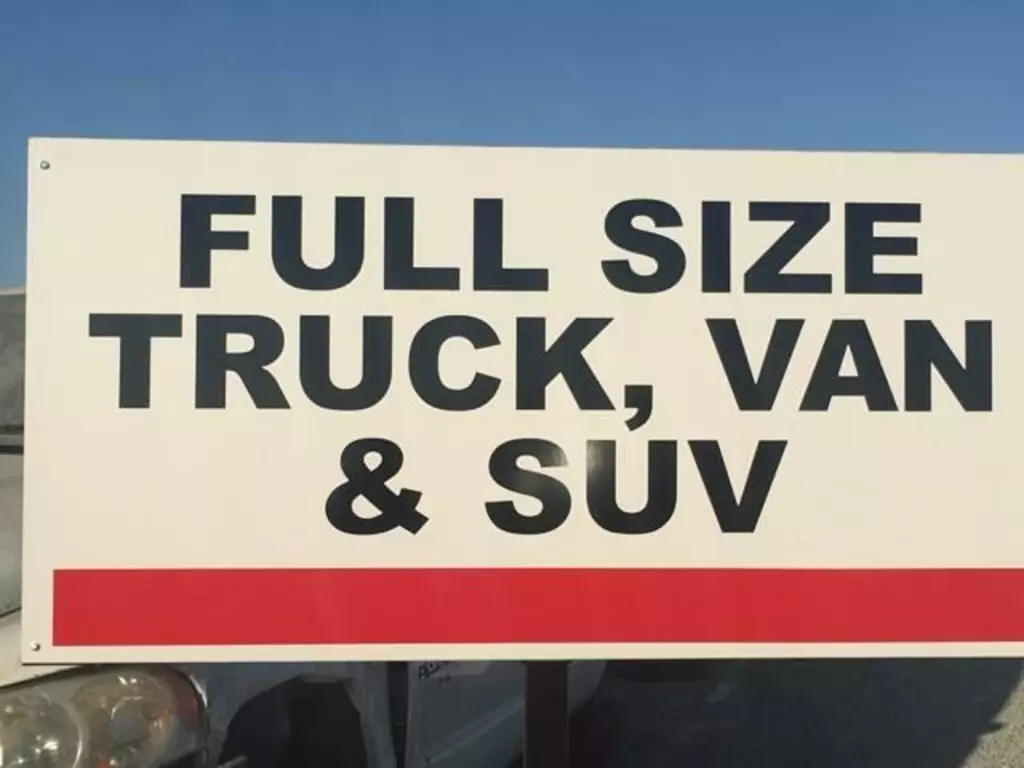 FULL SIZE
TRUCK, VAN
& SUV